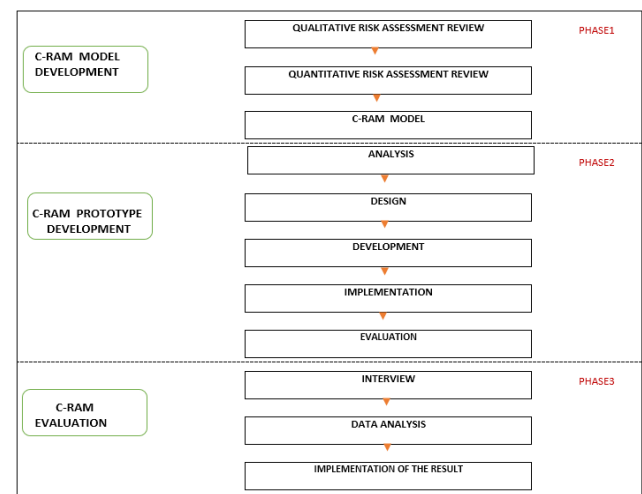 QUALITATIVE RISK ASSESSMENT REVIEW
PHASE1
C-RAM MODEL
DEVELOPMENT
QUANTITATIVE RISK ASSESSMENT REVIEW
C-RAM MODEL
ANALYSIS
PHASE2
DESIGN
C-RAM PROTOTYPE
DEVELOPMENT
DEVELOPMENT
IMPLEMENTATION
EVALUATION
INTERVIEW
PHASE3
C-RAM
EVALUATION
DATA ANALYSIS
IMPLEMENTATION OF THE RESULT